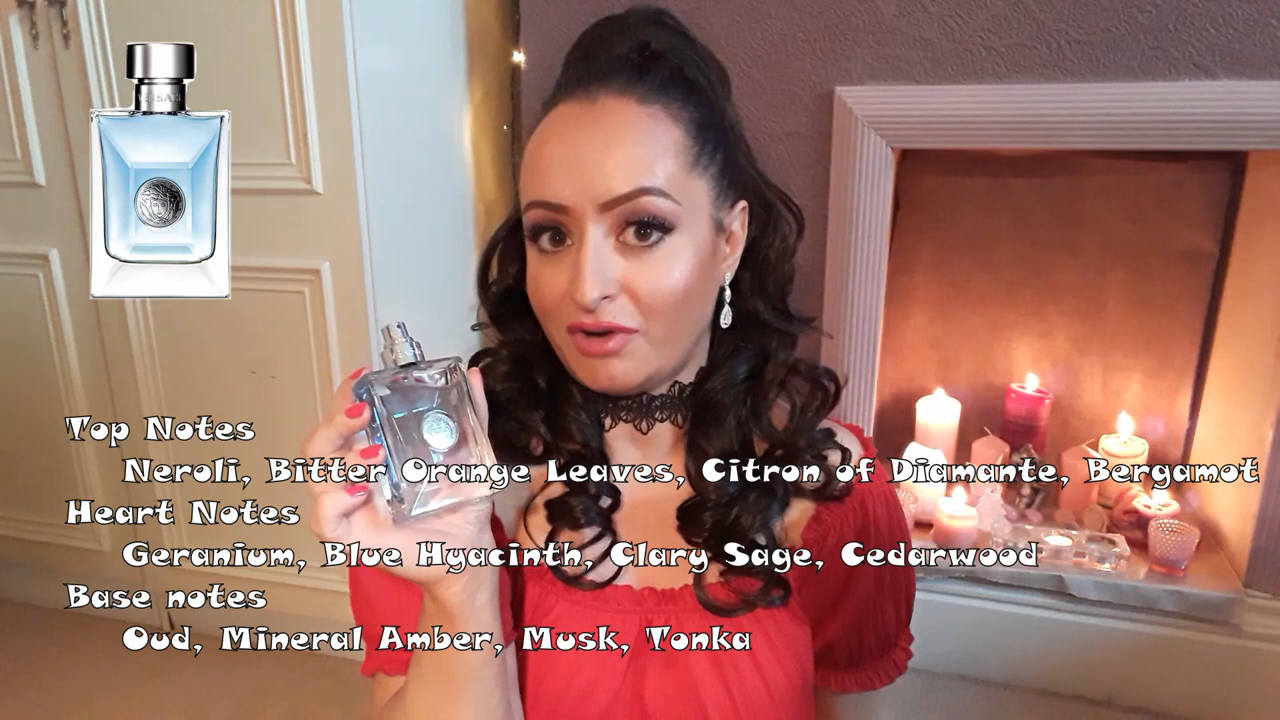 VERSACE
Top Notes
Neroli, Bitter Orange Leaves, Citron of Diamante, Bergamot
Heart Notes
Geranium, Blue Hyacinth, Clary Sage, Cedarwood
Base notes
Oud, Mineral Amber, Musk, Tonka